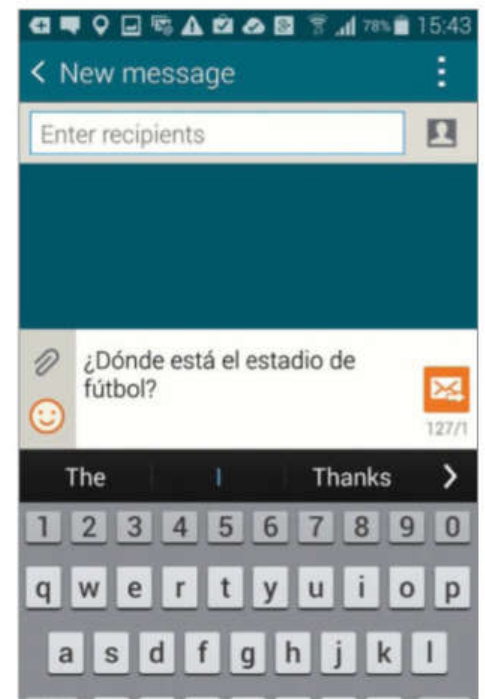 78% 15:43
< New message
Enter recipients
¿Dónde está el estadio de
fútbol?
127/1
The I Thanks >
1 2 3 4 5 6 7 8 9 0
q w e r t y u i o p
a s d f g h j k l